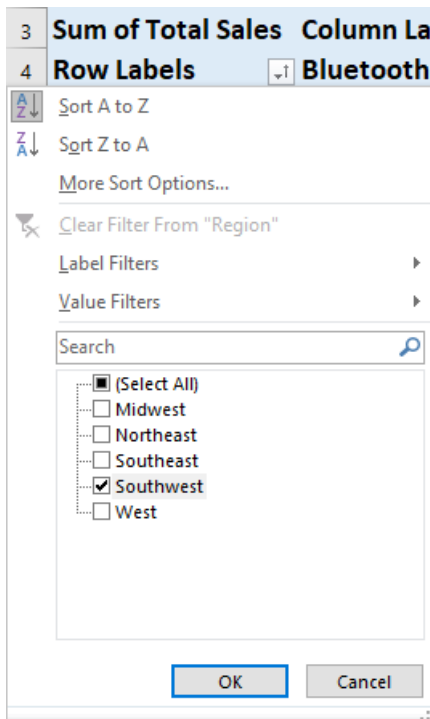 3 Sum of Total Sales Column La
4 Row Labels Bluetooth
Sort A to Z
Sort Z to A
More Sort Options...
Clear Filter From "Region"
Label Filters
Value Filters
Search
(Select All)
Midwest
Northeast
Southeast
Southwest
West
OK Cancel